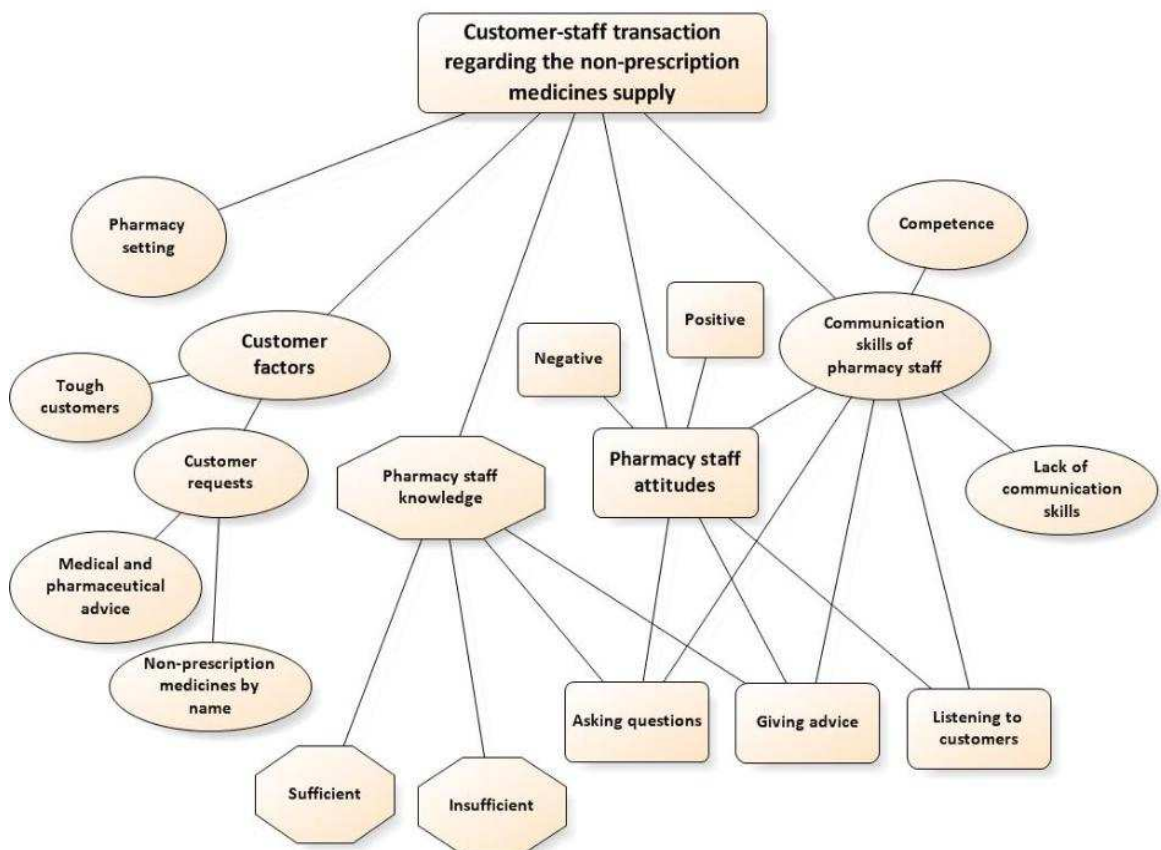 Customer-staff transaction
regarding the non-prescription
medicines supply
Pharmacy
setting
Competence
Customer
factors
Negative
Positive
Communication
skills of
pharmacy staff
Tough
customers
Customer
requests
Pharmacy staff
knowledge
Pharmacy staff
attitudes
Lack of
communication
skills
Medical and
pharmaceutical
advice
Non-prescription
medicines by
name
Asking questions
Giving advice
Listening to
customers
Sufficient
Insufficient